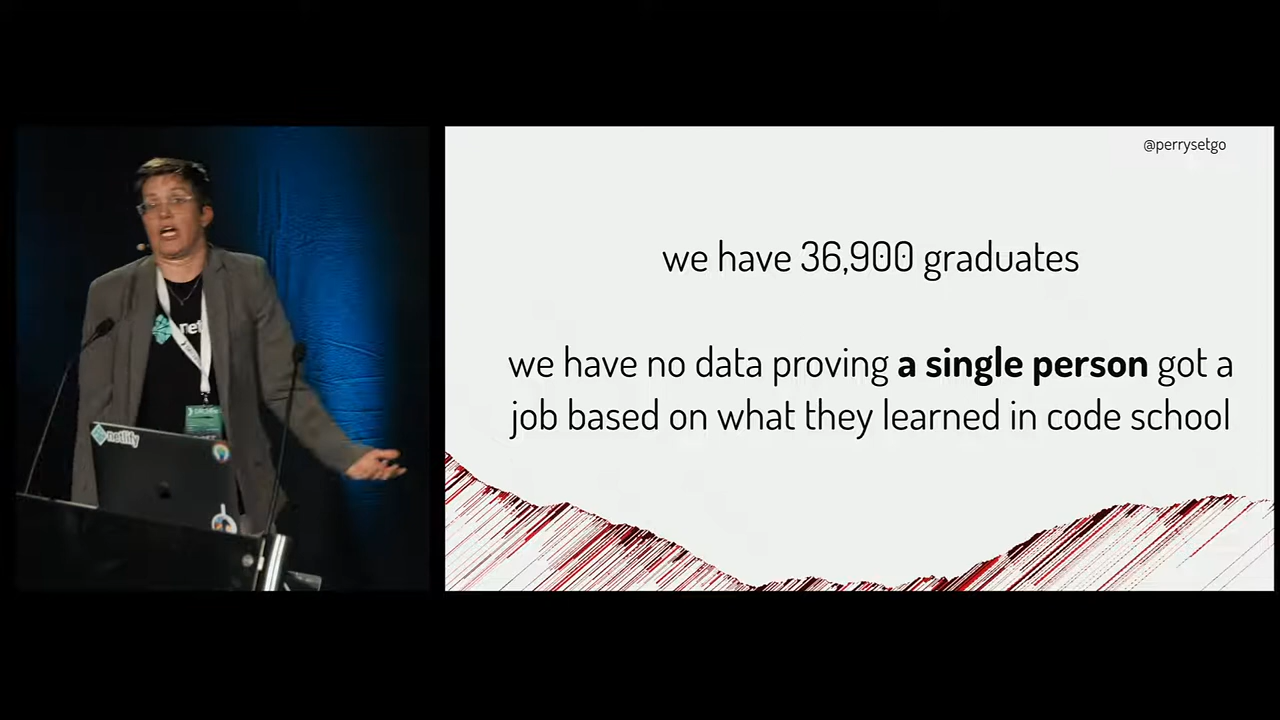 @perrysetgo
we have 36,900 graduates
we have no data proving a single person got a
job based on what they learned in code school
net
netlify